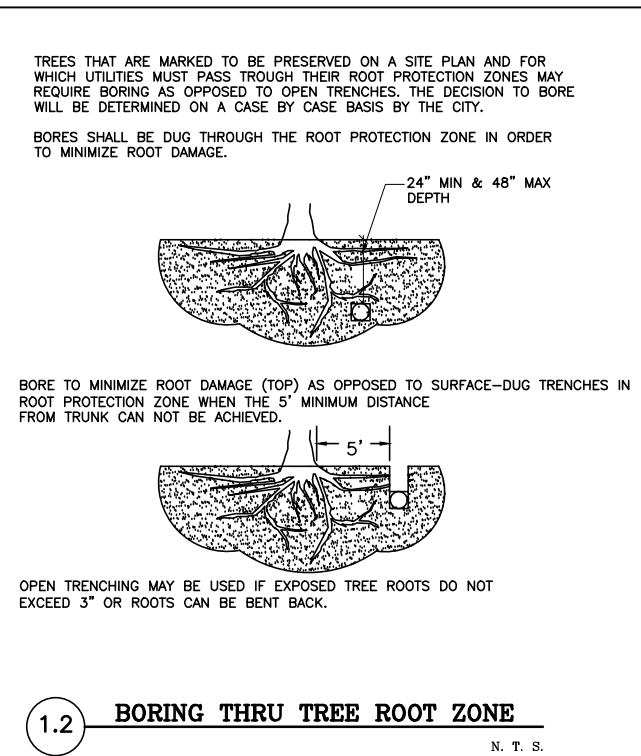 TREES THAT ARE MARKED TO BE PRESERVED ON A SITE PLAN AND FOR
WHICH UTILITIES MUST PASS TROUGH THEIR ROOT PROTECTION ZONES MAY
REQUIRE BORING AS OPPOSED TO OPEN TRENCHES. THE DECISION TO BORE
WILL BE DETERMINED ON A CASE BY CASE BASIS BY THE CITY.
BORES SHALL BE DUG THROUGH THE ROOT PROTECTION ZONE IN ORDER
TO MINIMIZE ROOT DAMAGE.
24" MIN & 48" MAX
DEPTH
BORE TO MINIMIZE ROOT DAMAGE (TOP) AS OPPOSED TO SURFACE-DUG TRENCHES IN
ROOT PROTECTION ZONE WHEN THE 5' MINIMUM DISTANCE
FROM TRUNK CAN NOT BE ACHIEVED.
5'
OPEN TRENCHING MAY BE USED IF EXPOSED TREE ROOTS DO NOT
EXCEED 3" OR ROOTS CAN BE BENT BACK.
1.2 BORING THRU TREE ROOT ZONE
N. T. S.